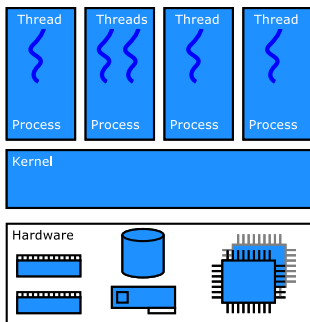 Thread
Threads
Thread
Thread
Process
Process
Process
Process
Kernel
Hardware